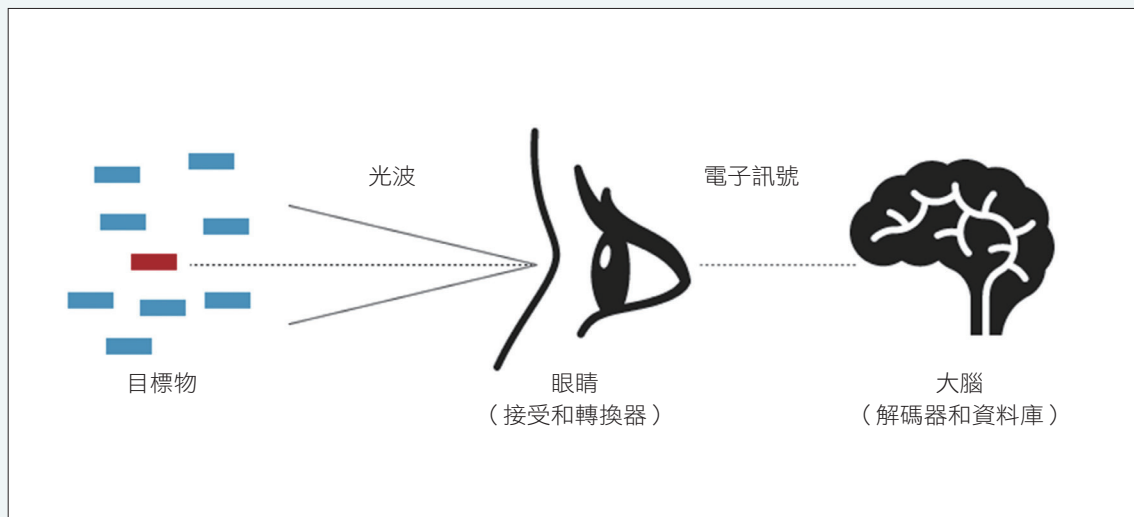 光波
電子訊號
目標物
眼睛
（接受和轉換器）
大腦
（解碼器和資料庫）